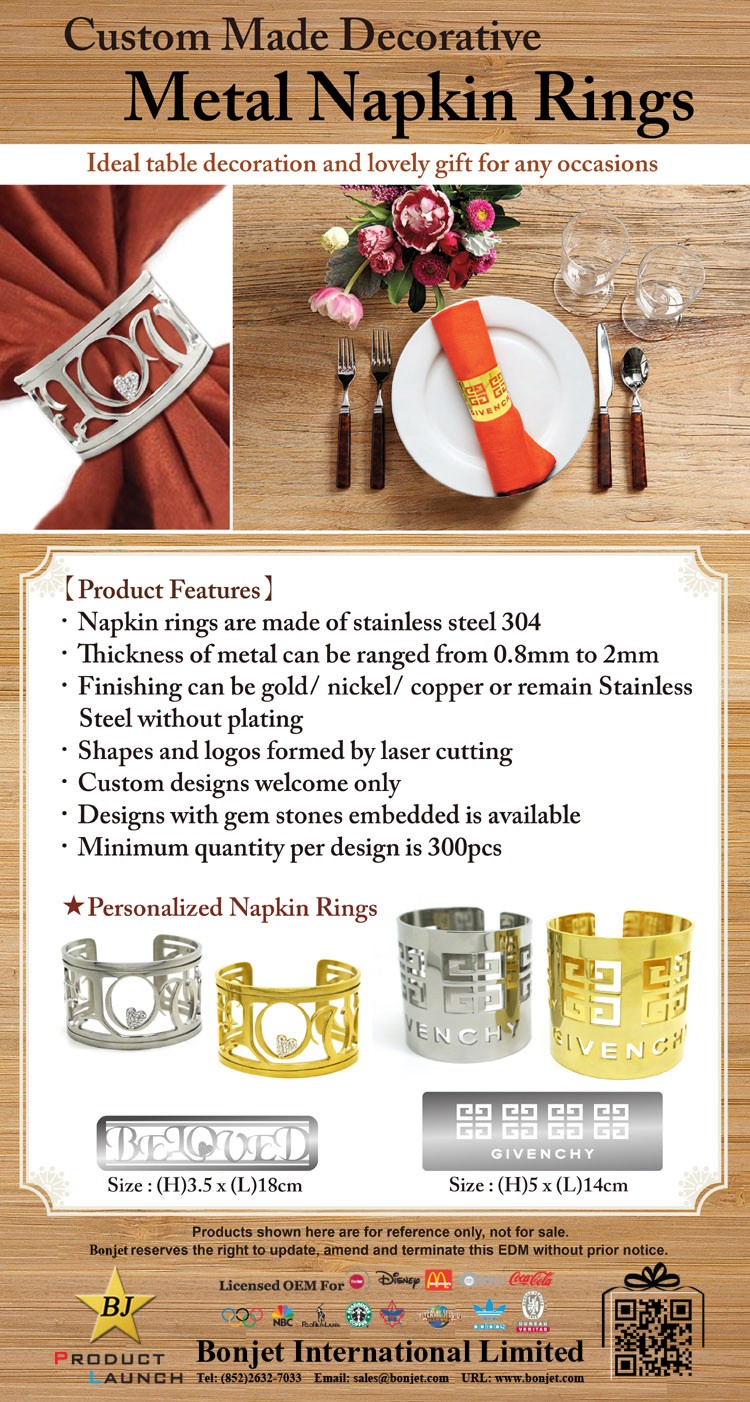 Custom Made Decorative
Metal Napkin Rings
Ideal table decoration and lovely gift for any occasions
GIVENCH
【Product Features】
· Napkin rings are made of stainless steel 304
· Thickness of metal can be ranged from 0.8mm to 2mm
· Finishing can be gold/ nickel/ copper or remain Stainless
Steel without plating
· Shapes and logos formed by laser cutting
· Custom designs welcome only
· Designs with gem stones embedded is available
· Minimum quantity per design is 300pcs
★Personalized Napkin Rings
VENCHY
Y GIVENCH
BELOVED
GIVENCHY
Size : (H)3.5 x (L)18cm
Size : (H)5 x (L)14cm
Products shown here are for reference only, not for sale.
Bonjet reserves the right to update, amend and terminate this EDM without prior notice.
BJ
PRODUCT
LAUNCH
Licensed OEM For
Disney
Coca-Cola
NBC
adidas
BUREAU
VERITAS
Bonjet International Limited
Tel: (852)2632-7033 Email: sales@bonjet.com URL: www.bonjet.com